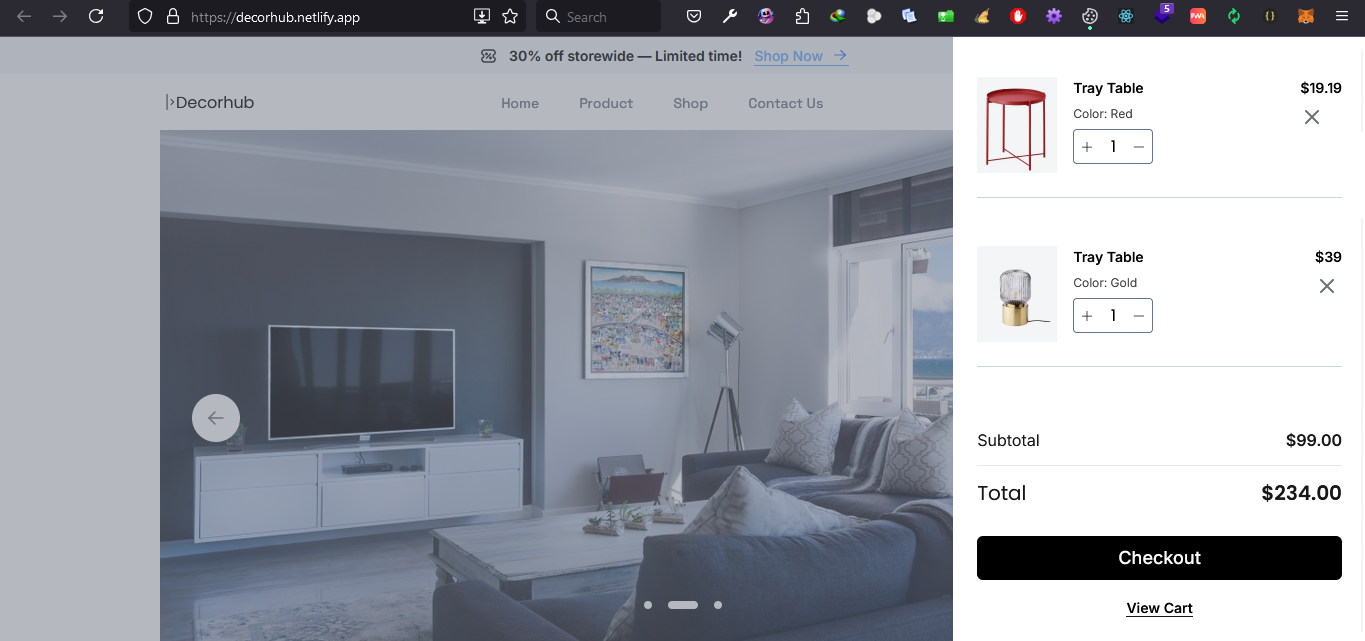 https://decorhub.netlify.app
Search
5
PWA
30% off storewide — Limited time!
Shop Now
Decorhub
Home
Product
Shop
Contact Us
Tray Table
$19.19
Color: Red
+ 1 −
Tray Table
$39
Color: Gold
+ 1 −
Subtotal
$99.00
Total
$234.00
Checkout
View Cart